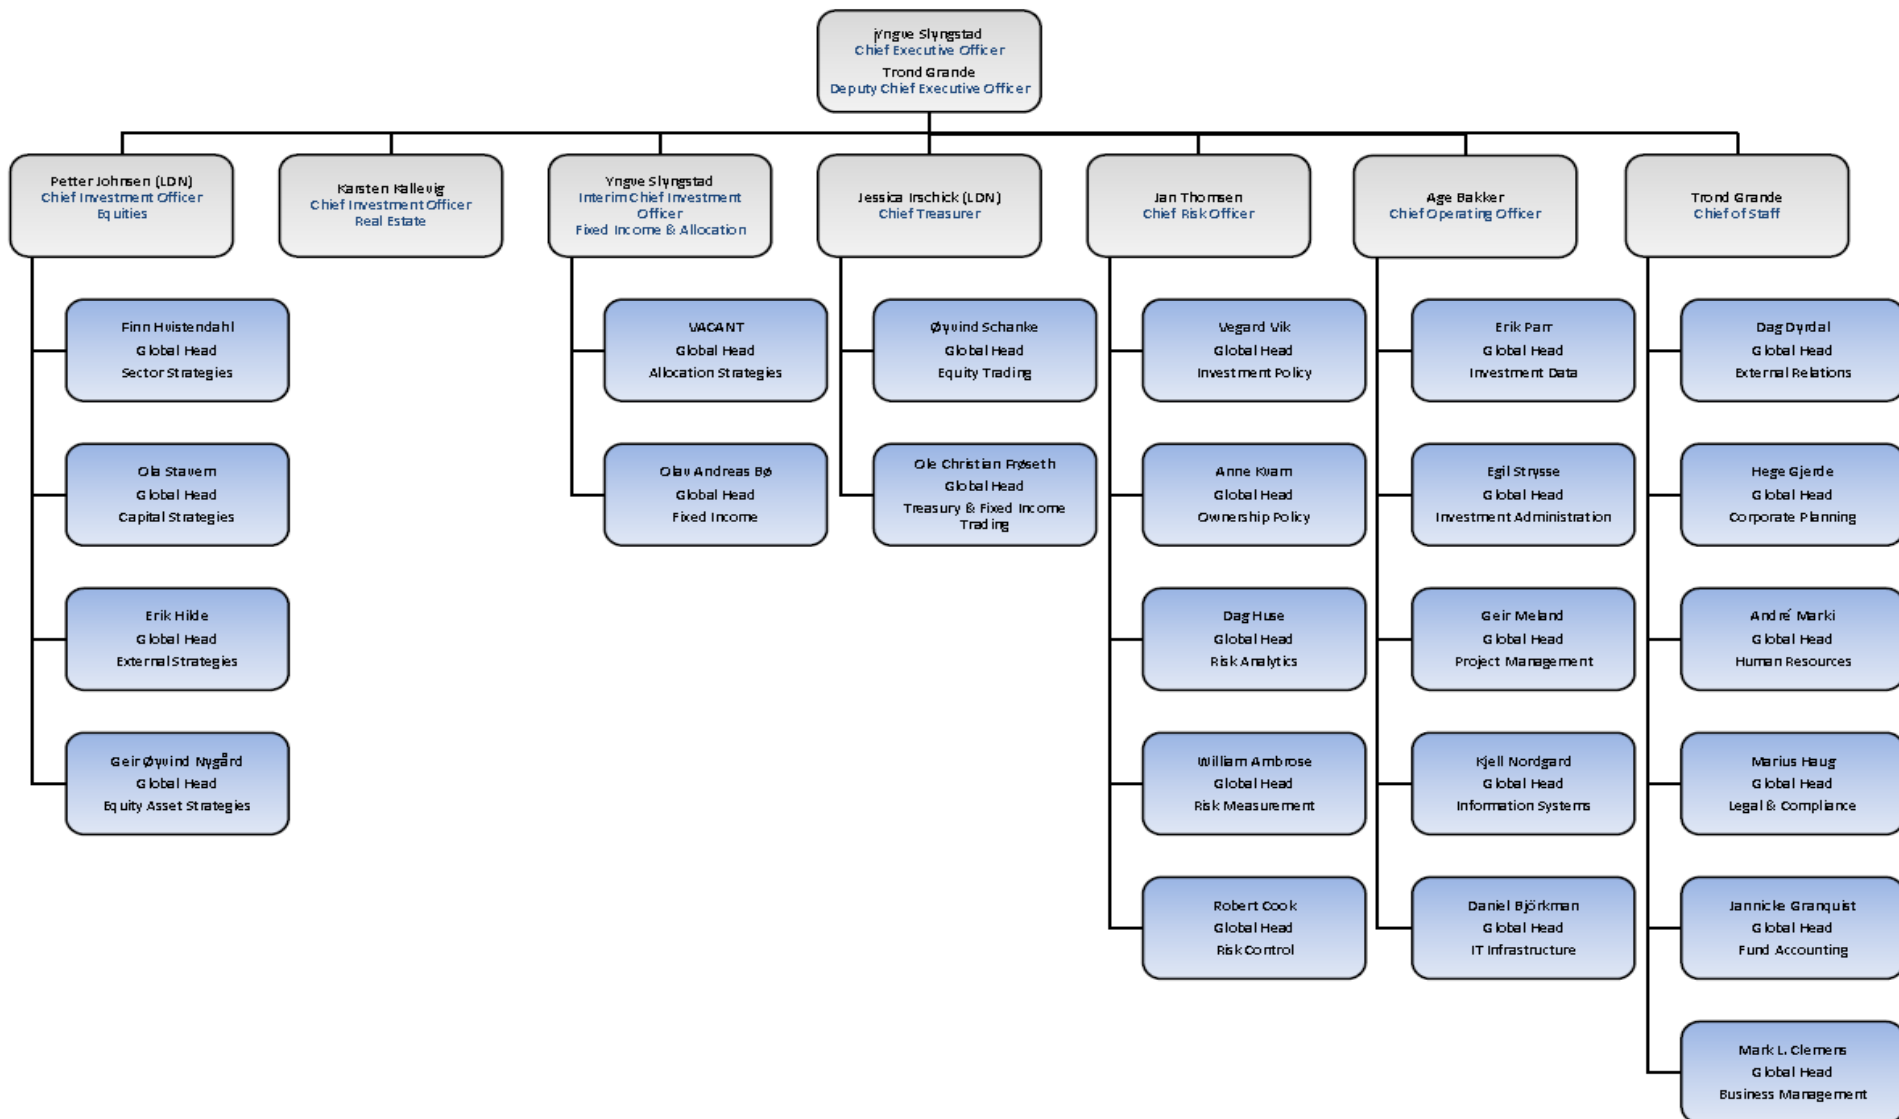 Yngve Slyngstad
Chief Executive Officer
Trond Grande
Deputy Chief Executive Officer
Petter Johnsen (LDN)
Chief Investment Officer
Equities
Karsten Kallevig
Chief Investment Officer
Real Estate
Yngve Slyngstad
Interim Chief Investment
Officer
Fixed Income & Allocation
Jessica Irschick (LDN)
Chief Treasurer
Jan Thomsen
Chief Risk Officer
Age Bakker
Chief Operating Officer
Trond Grande
Chief of Staff
Finn Hvistendahl
Global Head
Sector Strategies
Ola Stavem
Global Head
Capital Strategies
Erik Hilde
Global Head
External Strategies
Geir Øyvind Nygård
Global Head
Equity Asset Strategies
VACANT
Global Head
Allocation Strategies
Olav Andreas Bø
Global Head
Fixed Income
Øyvind Schanke
Global Head
Equity Trading
Ole Christian Frøseth
Global Head
Treasury & Fixed Income
Trading
Vegard Vik
Global Head
Investment Policy
Anne Kvam
Global Head
Ownership Policy
Dag Huse
Global Head
Risk Analytics
William Ambrose
Global Head
Risk Measurement
Robert Cook
Global Head
Risk Control
Erik Parr
Global Head
Investment Data
Egil Strysse
Global Head
Investment Administration
Geir Meland
Global Head
Project Management
Kjell Nordgard
Global Head
Information Systems
Daniel Björkman
Global Head
IT Infrastructure
Dag Dyrdal
Global Head
External Relations
Hege Gjerde
Global Head
Corporate Planning
André Marki
Global Head
Human Resources
Marius Haug
Global Head
Legal & Compliance
Jannicke Granquist
Global Head
Fund Accounting
Mark L. Clemens
Global Head
Business Management